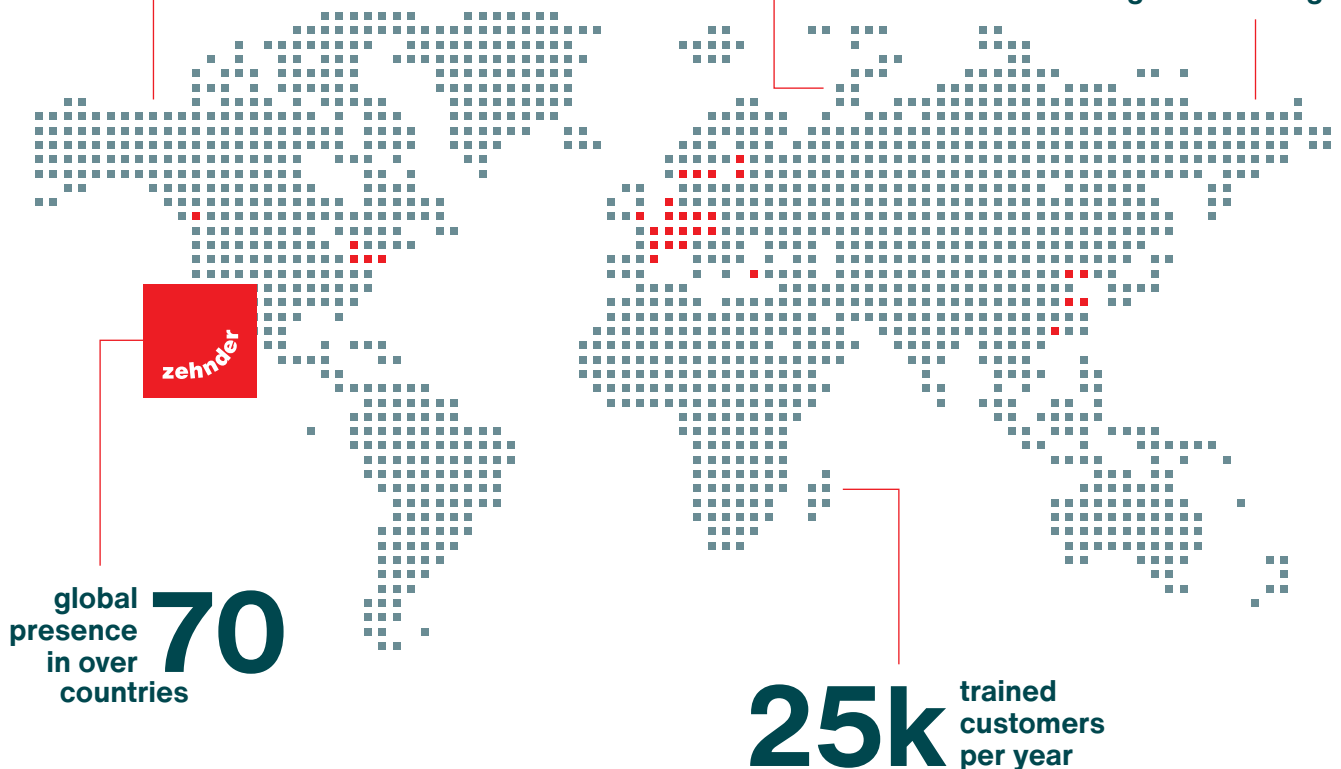 zehnder
global
presence
in over
countries
70
25k
trained
customers
per year